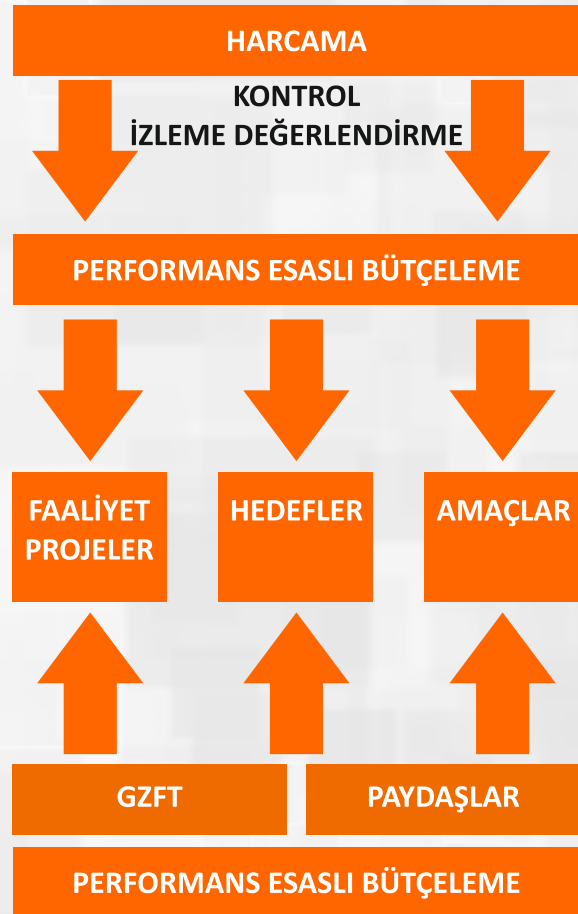 HARCAMA
KONTROL
İZLEME DEĞERLENDİRME
PERFORMANS ESASLI BÜTÇELEME
FAALİYET
PROJELER
HEDEFLER
AMAÇLAR
GZFT
PAYDAŞLAR
PERFORMANS ESASLI BÜTÇELEME